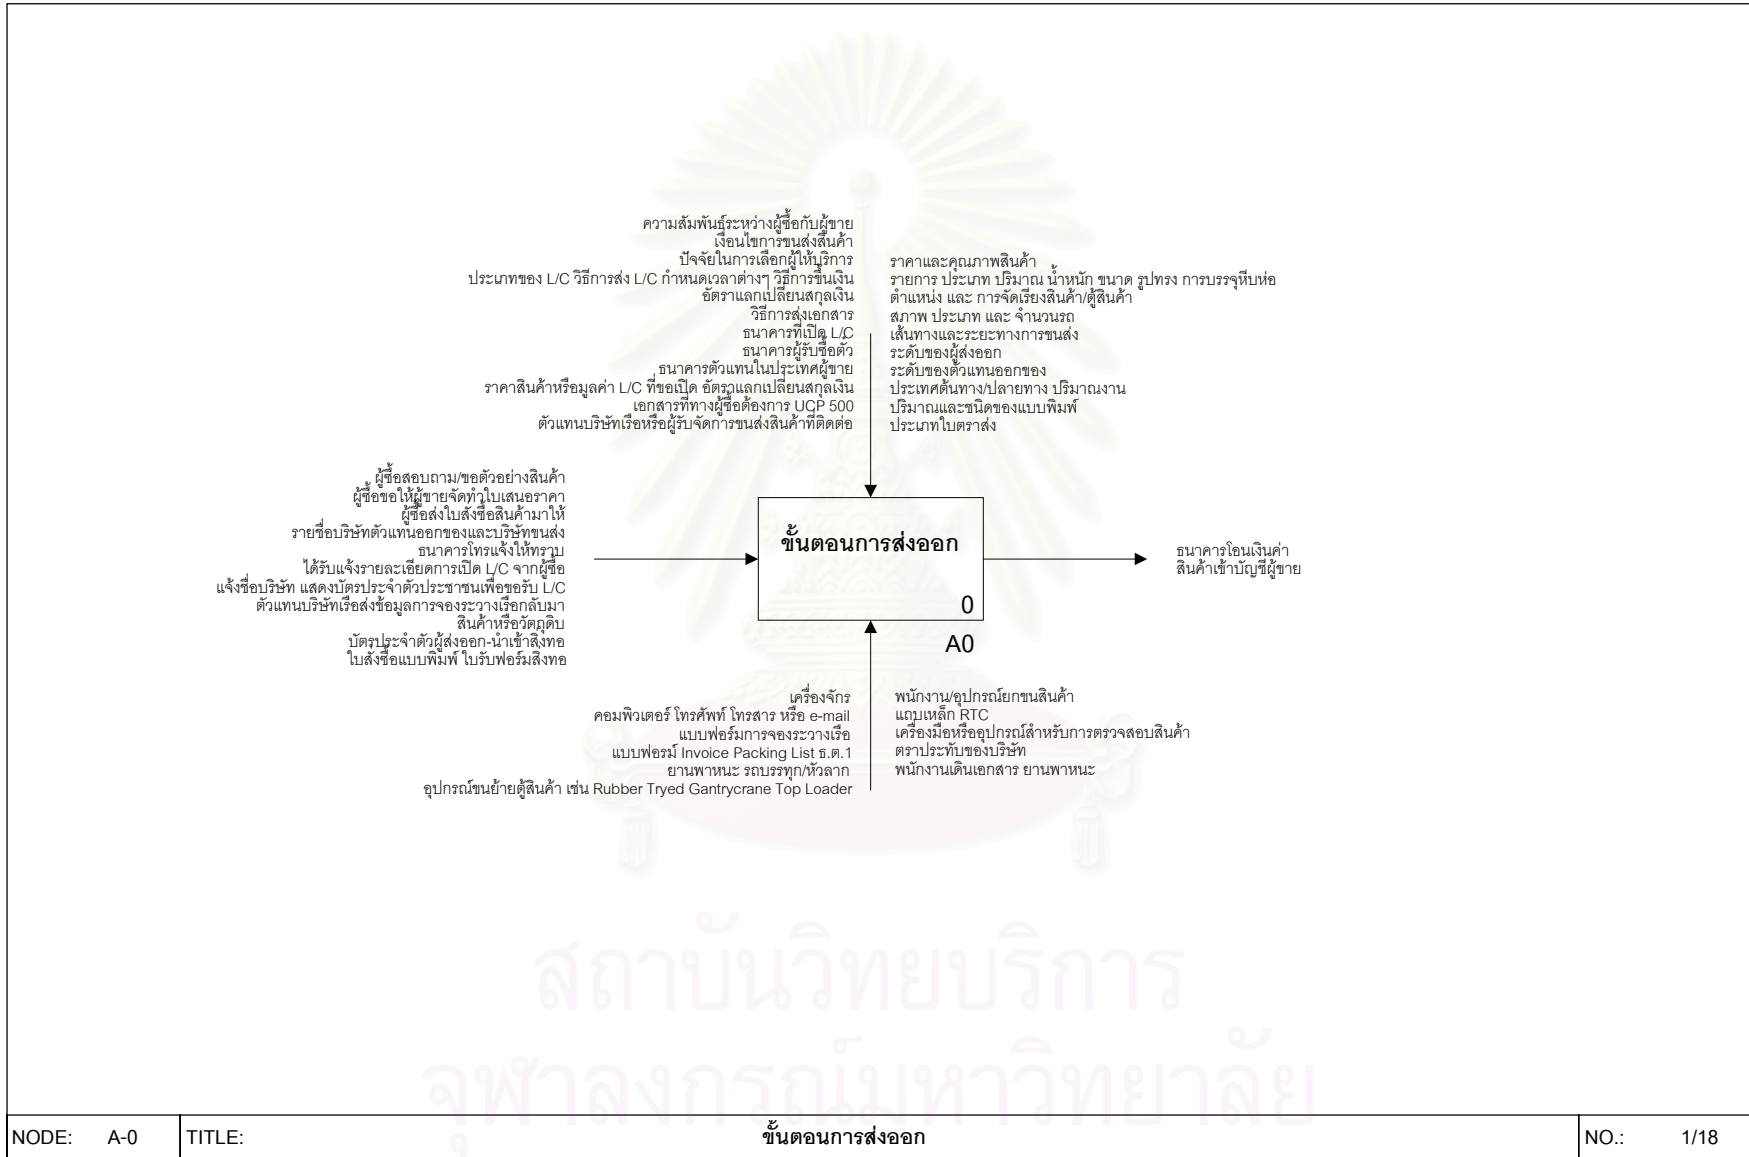 ความสัมพันธ์ระหว่างผู้ซื้อกับผู้ขาย
เงื่อนไขการขนส่งสินค้า
ปัจจัยในการเลือกผู้ให้บริการ
ประเภทของ L/C วิธีการส่ง L/C กำหนดเวลาต่างๆ วิธีการขึ้นเงิน
อัตราแลกเปลี่ยนสกุลเงิน
วิธีการส่งเอกสาร
ธนาคารที่เปิด L/C
ธนาคารผู้รับซื้อตั๋ว
ธนาคารตัวแทนในประเทศผู้ขาย
ราคาสินค้าหรือมูลค่า L/C ที่ขอเปิด อัตราแลกเปลี่ยนสกุลเงิน
เอกสารที่ทางผู้ซื้อต้องการ UCP 500
ตัวแทนบริษัทเรือหรือผู้รับจัดการขนส่งสินค้าที่ติดต่อ
ราคาและคุณภาพสินค้า
รายการ ประเภท ปริมาณ น้ำหนัก ขนาด รูปทรง การบรรจุหีบห่อ
ตำแหน่ง และ การจัดเรียงสินค้า/ตู้สินค้า
สภาพ ประเภท และ จำนวนรถ
เส้นทางและระยะทางการขนส่ง
ระดับของผู้ส่งออก
ระดับของตัวแทนออกของ
ประเทศต้นทาง/ปลายทาง ปริมาณงาน
ปริมาณและชนิดของแบบพิมพ์
ประเภทใบตราส่ง
ผู้ซื้อสอบถาม/ขอตัวอย่างสินค้า
ผู้ซื้อขอให้ผู้ขายจัดทำใบเสนอราคา
ผู้ซื้อส่งใบสั่งซื้อสินค้ามาให้
รายชื่อบริษัทตัวแทนออกของและบริษัทขนส่ง
ธนาคารโทรแจ้งให้ทราบ
ได้รับแจ้งรายละเอียดการเปิด L/C จากผู้ซื้อ
แจ้งชื่อบริษัท แสดงบัตรประจำตัวประชาชนเพื่อขอรับ L/C
ตัวแทนบริษัทเรือส่งข้อมูลการจองระวางเรือกลับมา
สินค้าหรือวัตถุดิบ
บัตรประจำตัวผู้ส่งออก-นำเข้าสิ่งทอ
ใบสั่งซื้อแบบพิมพ์ ใบรับฟอร์มสิ่งทอ
ขั้นตอนการส่งออก
0
A0
ธนาคารโอนเงินค่า
สินค้าเข้าบัญชีผู้ขาย
เครื่องจักร
คอมพิวเตอร์ โทรศัพท์ โทรสาร หรือ e-mail
แบบฟอร์มการจองระวางเรือ
แบบฟอรม์ Invoice Packing List ธ.ต.1
ยานพาหนะ รถบรรทุก/หัวลาก
อุปกรณ์ขนย้ายตู้สินค้า เช่น Rubber Tryed Gantrycrane Top Loader
พนักงาน/อุปกรณ์ยกขนสินค้า
แถบเหล็ก RTC
เครื่องมือหรืออุปกรณ์สำหรับการตรวจสอบสินค้า
ตราประทับของบริษัท
พนักงานเดินเอกสาร ยานพาหนะ
สถาบันวิทยบริการ
จุฬาลงกรณ์มหาวิทยาลัย
NODE: A-0 TITLE: ขั้นตอนการส่งออก NO.: 1/18